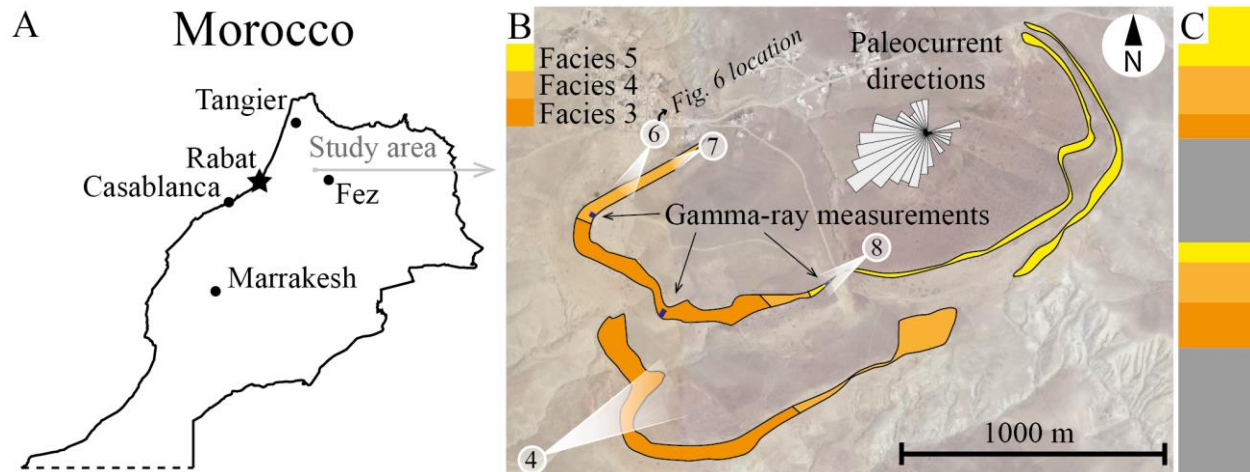 A
Morocco
Tangier
Study area
Rabat
Casablanca
Fez
Marrakesh
B
Facies 5
Facies 4
Facies 3
Fig. 6 location
6
7
Paleocurrent
directions
N
Gamma-ray measurements
8
4
1000 m
C